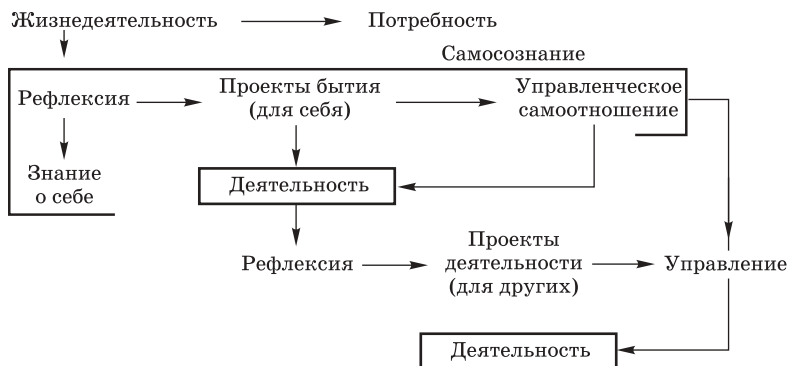 Жизнедеятельность
Потребность
Самосознание
Рефлексия
Проекты бытия
(для себя)
Управленческое
самоотношение
Знание
о себе
Деятельность
Рефлексия
Проекты
деятельности
(для других)
Управление
Деятельность